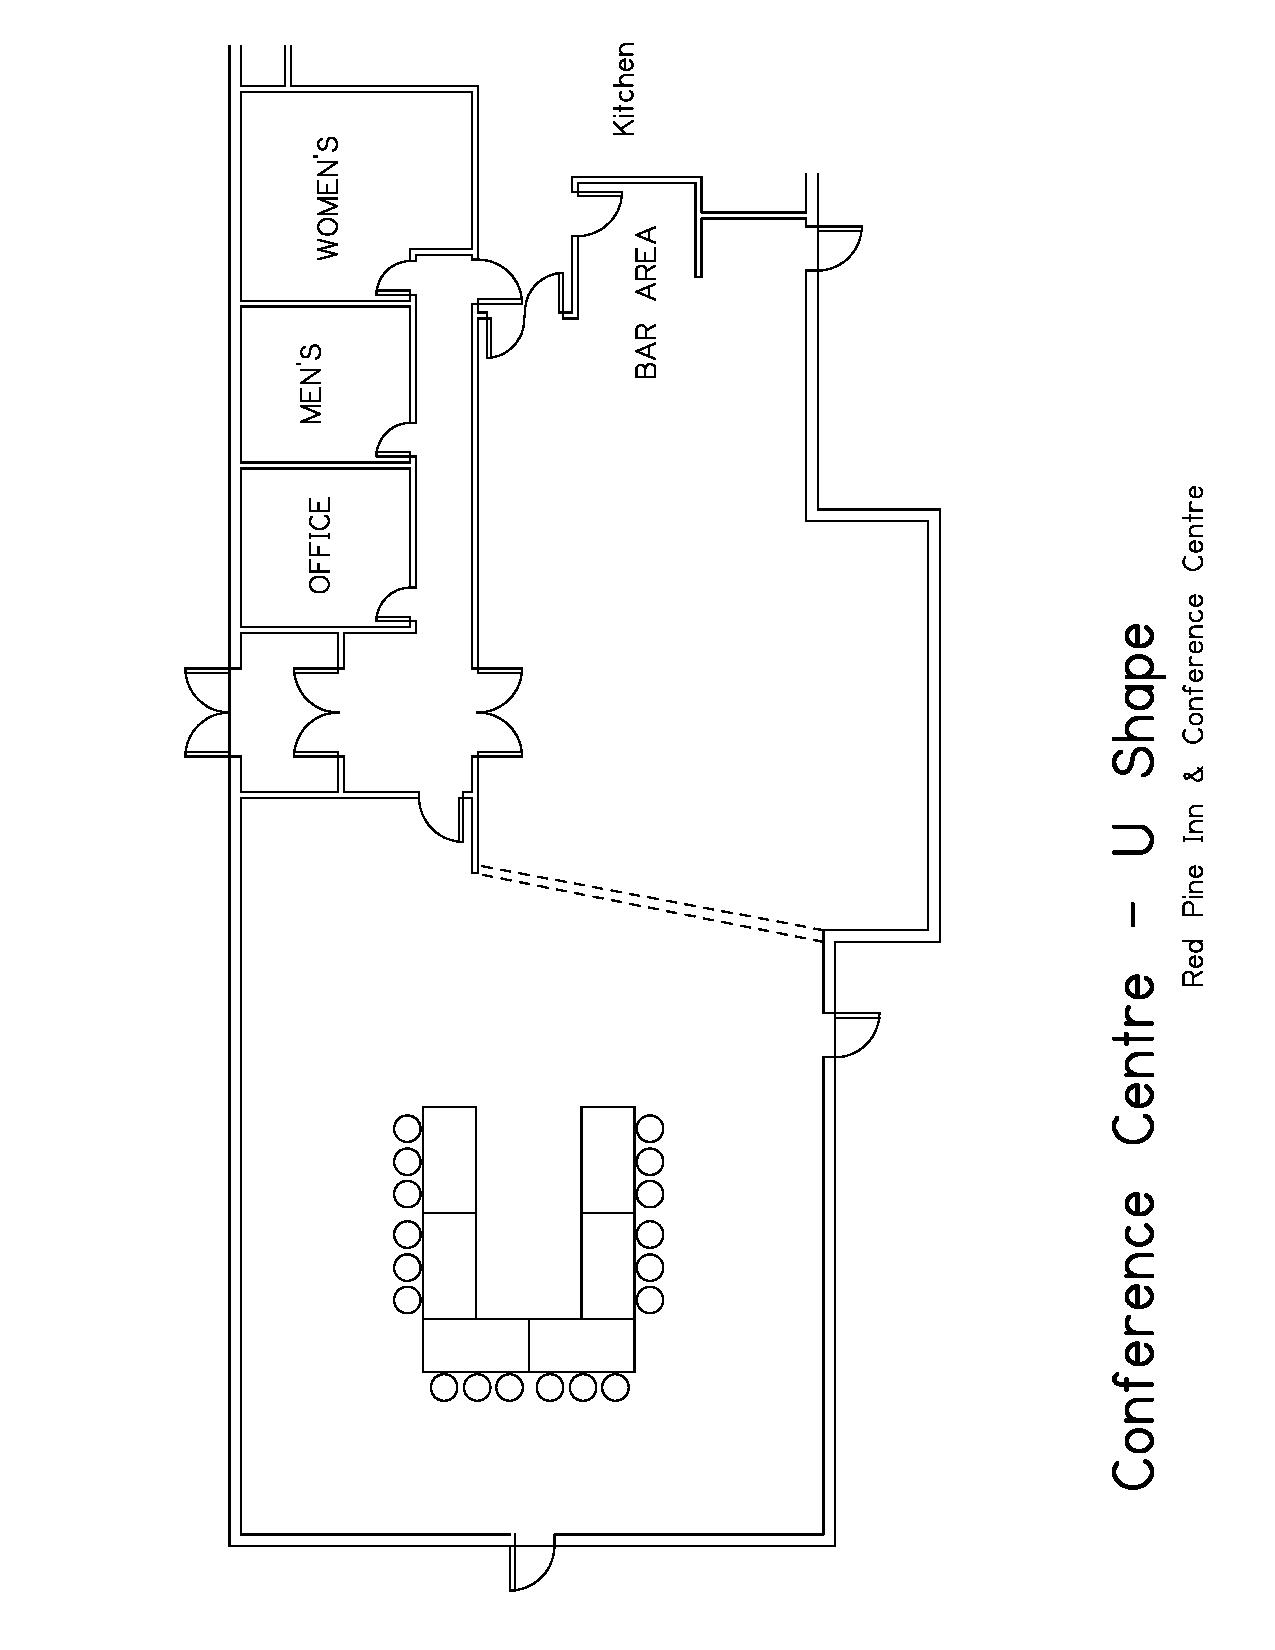 OFFICE
MEN'S
WOMEN'S
BAR AREA
Kitchen
Conference Centre - U Shape
Red Pine Inn & Conference Centre